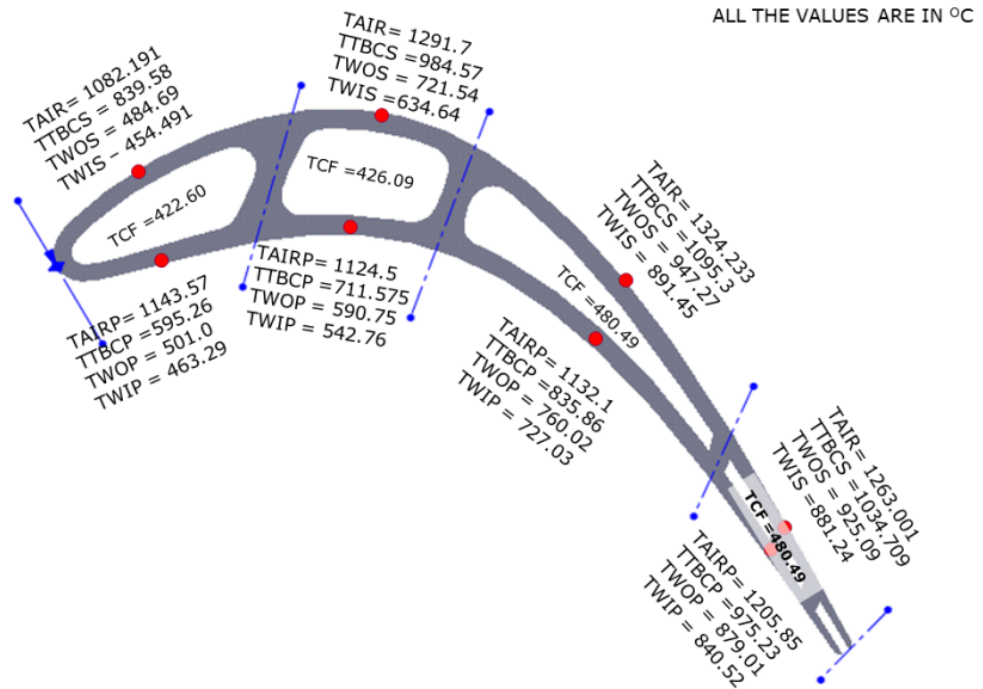 ALL THE VALUES ARE IN ᴼC
TAIR= 1082.191
TTBCS = 839.58
TWOS = 484.69
TWIS – 454.491
TAIR= 1291.7
TTBCS =984.57
TWOS = 721.54
TWIS =634.64
TCF =422.60
TCF =426.09
TAIRP= 1143.57
TTBCP =595.26
TWOP = 501.0
TWIP = 463.29
TAIRP= 1124.5
TTBCP =711.575
TWOP = 590.75
TWIP = 542.76
TAIR= 1324.233
TTBCS =1095.3
TWOS = 947.27
TWIS = 891.45
TCF =480.49
TAIRP= 1132.1
TTBCP =835.86
TWOP = 760.02
TWIP = 727.03
TAIR= 1263.001
TTBCS =1034.709
TWOS = 925.09
TWIS =881.24
TCF =480.49
TAIRP= 1205.85
TTBCP =975.23
TWOP = 879.01
TWIP = 840.52